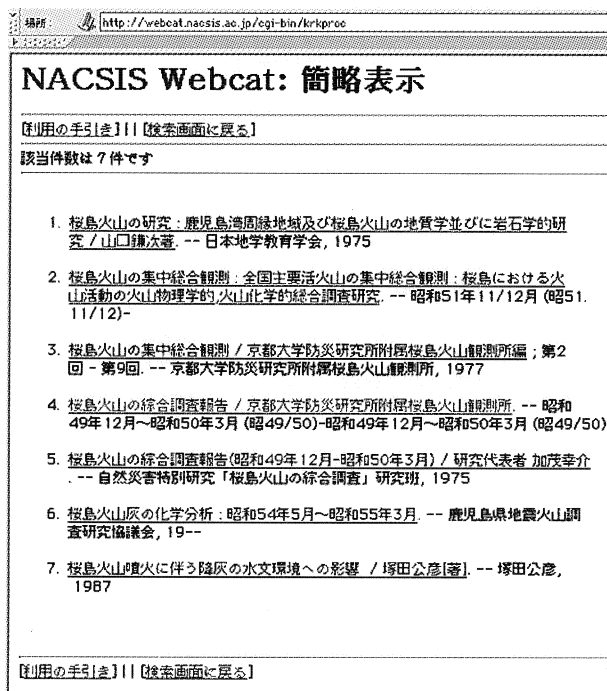 場所: http://webcat.nacsis.ac.jp/cgi-bin/krkproc
NACSIS Webcat: 簡略表示
[利用の手引き] || [検索画面に戻る]
該当件数は7件です
1. 桜島火山の研究 : 鹿児島湾周縁地域及び桜島火山の地質学並びに岩石学的研
究 / 山口鎌次著. -- 日本地学教育学会, 1975
2. 桜島火山の集中総合観測 : 全国主要活火山の集中総合観測 : 桜島における火
山活動の火山物理学的,火山化学的総合調査研究. -- 昭和51年11/12月 (昭51.
11/12)-
3. 桜島火山の集中総合観測 / 京都大学防災研究所附属桜島火山観測所編 ; 第2
回 - 第9回. -- 京都大学防災研究所附属桜島火山観測所, 1977
4. 桜島火山の綜合調査報告 / 京都大学防災研究所附属桜島火山観測所. -- 昭和
49年12月~昭和50年3月 (昭49/50)-昭和49年12月~昭和50年3月 (昭49/50)
5. 桜島火山の綜合調査報告(昭和49年12月-昭和50年3月) / 研究代表者 加茂幸介
. -- 自然災害特別研究「桜島火山の綜合調査」研究班, 1975
6. 桜島火山灰の化学分析 : 昭和54年5月~昭和55年3月. -- 鹿児島県地震火山調
査研究協議会, 19--
7. 桜島火山噴火に伴う降灰の水文環境への影響 / 塚田公彦[著]. -- 塚田公彦,
1987
[利用の手引き] || [検索画面に戻る]